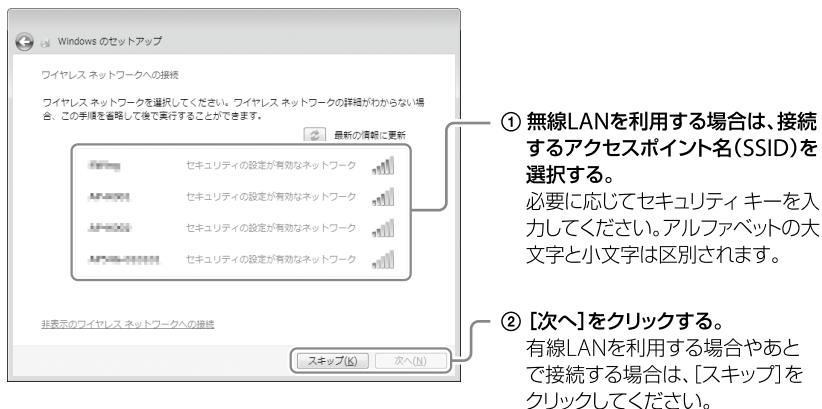 Windows のセットアップ
ワイヤレス ネットワークへの接続
ワイヤレス ネットワークを選択してください。ワイヤレス ネットワークの詳細がわからない場
合、この手順を省略して後で実行することができます。
最新の情報に更新
セキュリティの設定が有効なネットワーク
セキュリティの設定が有効なネットワーク
セキュリティの設定が有効なネットワーク
セキュリティの設定が有効なネットワーク
非表示のワイヤレス ネットワークへの接続
スキップ(K)
次へ(N)
① 無線LANを利用する場合は、接続
するアクセスポイント名（SSID）を
選択する。
必要に応じてセキュリティ キーを入
力してください。アルファベットの大
文字と小文字は区別されます。
② ［次へ］をクリックする。
有線LANを利用する場合やあと
で接続する場合は、［スキップ］を
クリックしてください。